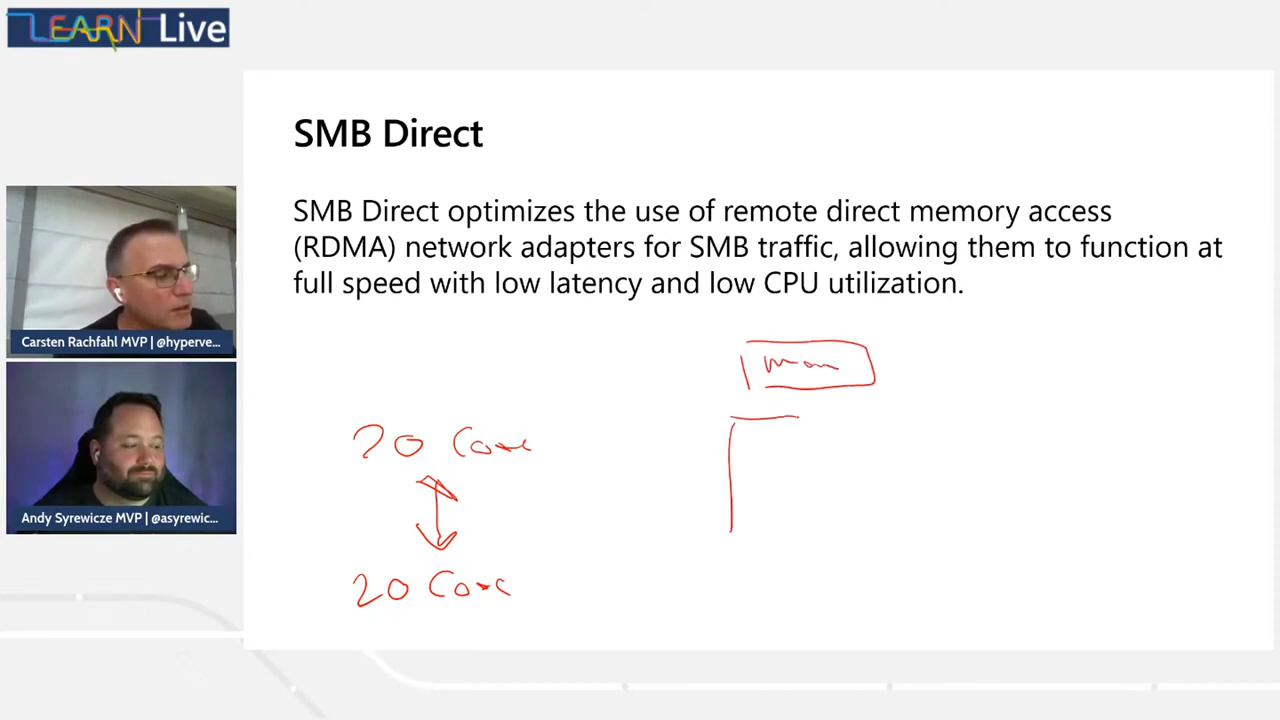 LEARN Live
SMB Direct
SMB Direct optimizes the use of remote direct memory access
(RDMA) network adapters for SMB traffic, allowing them to function at
full speed with low latency and low CPU utilization.
20 Core
20 Core
Carsten Rachfahl MVP | @hyperve...
Andy Syrewicze MVP | @asyrewic...